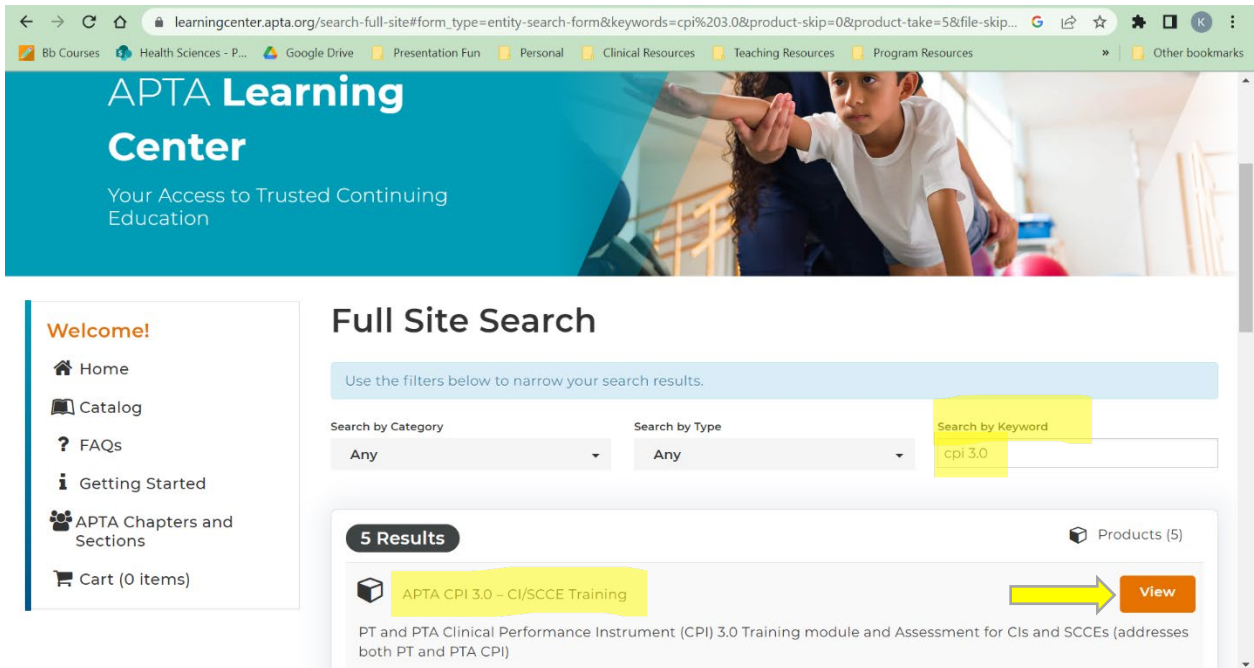 learningcenter.apta.org/search-full-site#form_type=entity-search-form&keywords=cpi%203.0&product-skip=0&product-take=5&file-skip...
G
K
Bb Courses
Health Sciences - P...
Google Drive
Presentation Fun
Personal
Clinical Resources
Teaching Resources
Program Resources
»
Other bookmarks
APTA Learning
Center
Your Access to Trusted Continuing
Education
Welcome!
Home
Catalog
? FAQs
i Getting Started
APTA Chapters and
Sections
Cart (0 items)
Full Site Search
Use the filters below to narrow your search results.
Search by Category
Any
Search by Type
Any
Search by Keyword
cpi 3.0
5 Results
Products (5)
APTA CPI 3.0 – CI/SCCE Training
View
PT and PTA Clinical Performance Instrument (CPI) 3.0 Training module and Assessment for CIs and SCCEs (addresses
both PT and PTA CPI)